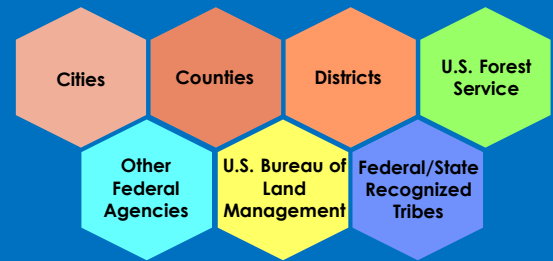 Cities
Counties
Districts
U.S. Forest
Service
Other
Federal
Agencies
U.S. Bureau of
Land
Management
Federal/State
Recognized
Tribes